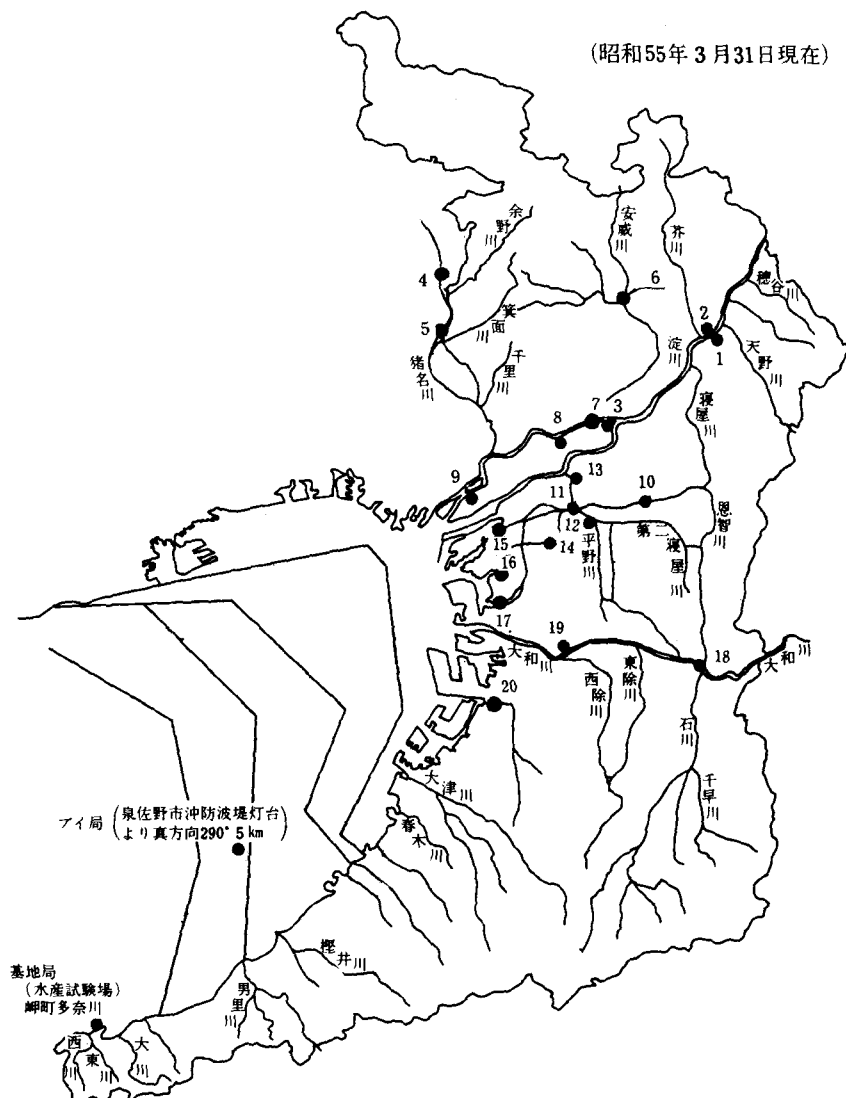 (昭和55年3月31日現在)
余野川
安威川
芥川
穂谷川
4
6
5
箕面川
2
淀川
1
天野川
猪名川
千里川
寝屋川
7
3
8
9
13
10
11
恩智川
12
第二寝屋川
15
平野川
14
16
17
19
大和川
18
大和川
西除川
東除川
20
石川
大津川
千早川
ブイ局(泉佐野市沖防波堤灯台
より真方向290°5km)
春木川
樫井川
基地局
(水産試験場)
岬町多奈川
男里川
西川
東川
大川